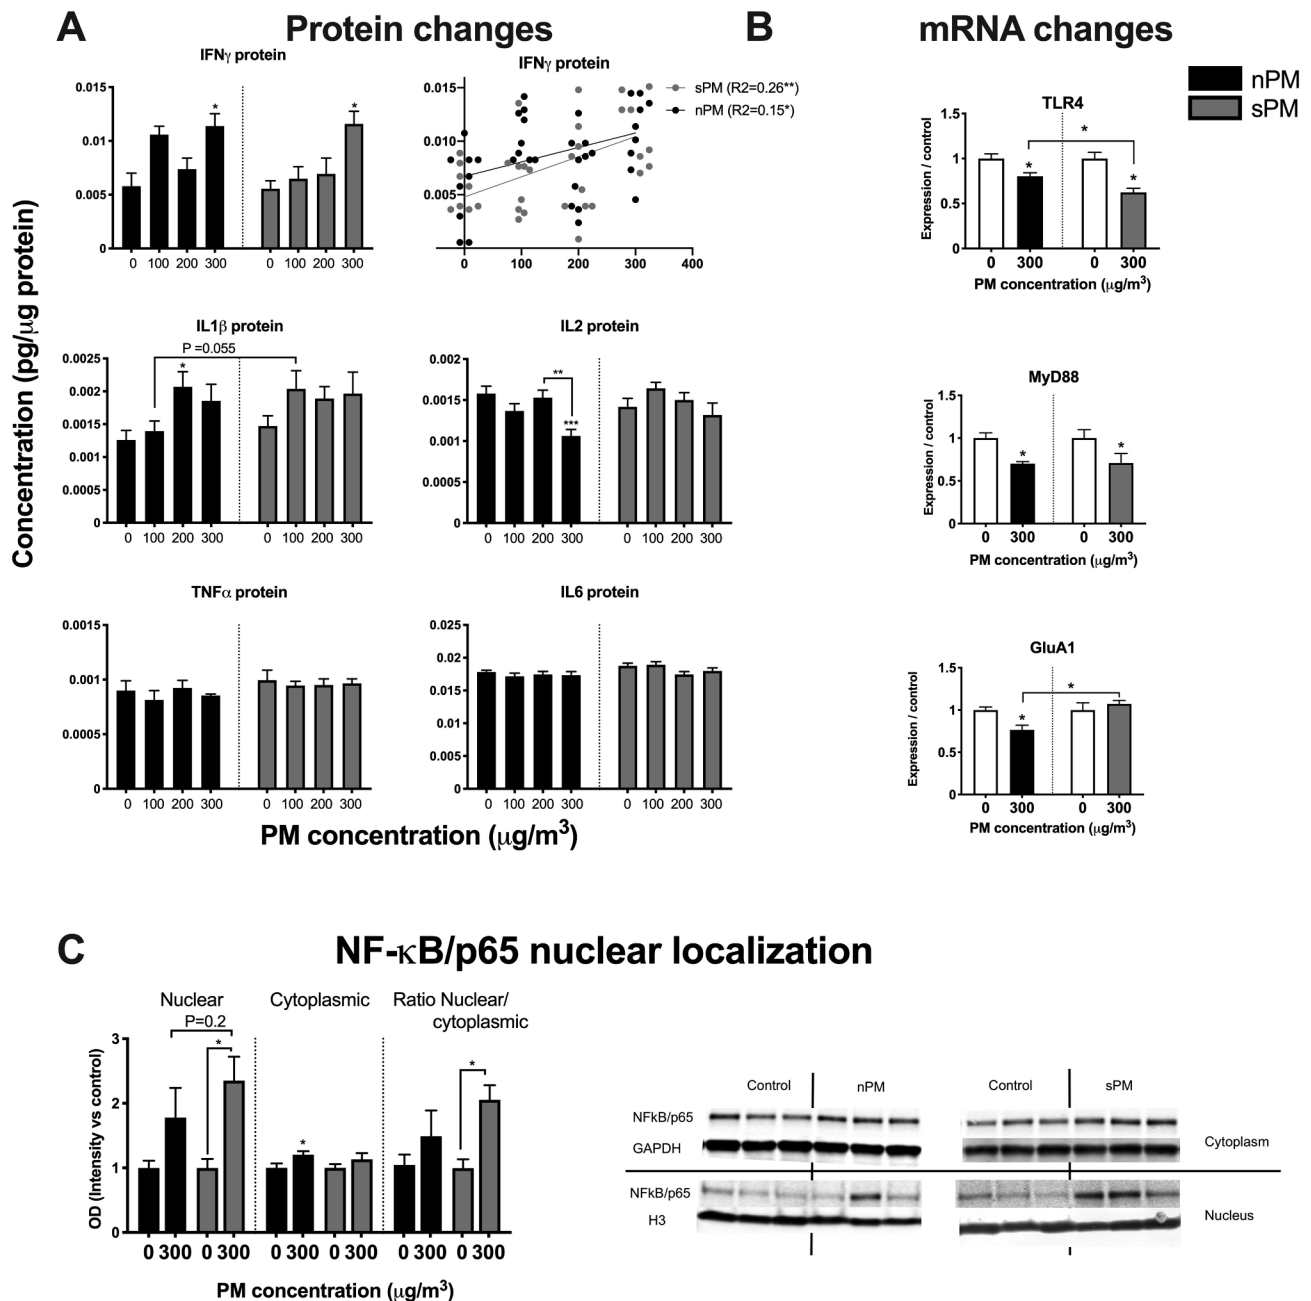 A
Protein changes
B
mRNA changes
nPM
sPM
Concentration (pg/μg protein)
IFNγ protein
0.015
0.01
0.005
0
*
*
0 100 200 300 0 100 200 300
IFNγ protein
0.015
0.010
0.005
0 100 200 300 400
sPM (R2=0.26**)
nPM (R2=0.15*)
IL1β protein
P =0.055
*
0.0025
0.002
0.0015
0.001
0.0005
0
0 100 200 300 0 100 200 300
IL2 protein
**
***
0.002
0.0015
0.001
0.0005
0
0 100 200 300 0 100 200 300
TNFα protein
0.0015
0.001
0.0005
0
0 100 200 300 0 100 200 300
IL6 protein
0.025
0.02
0.015
0.01
0.005
0
0 100 200 300 0 100 200 300
PM concentration (μg/m³)
TLR4
Expression / control
1.5
1
0.5
0
*
*
*
0 300 0 300
PM concentration (μg/m³)
MyD88
Expression / control
1.5
1
0.5
0
*
*
0 300 0 300
PM concentration (μg/m³)
GluA1
Expression / control
1.5
1
0.5
0
*
*
0 300 0 300
PM concentration (μg/m³)
C
NF-κB/p65 nuclear localization
Nuclear
Cytoplasmic
Ratio Nuclear/
cytoplasmic
P=0.2
*
*
*
OD (Intensity vs control)
3
2
1
0
0 300 0 300 0 300 0 300 0 300 0 300
PM concentration (μg/m³)
Control nPM Control sPM
NFkB/p65
GAPDH
Cytoplasm
NFkB/p65
H3
Nucleus